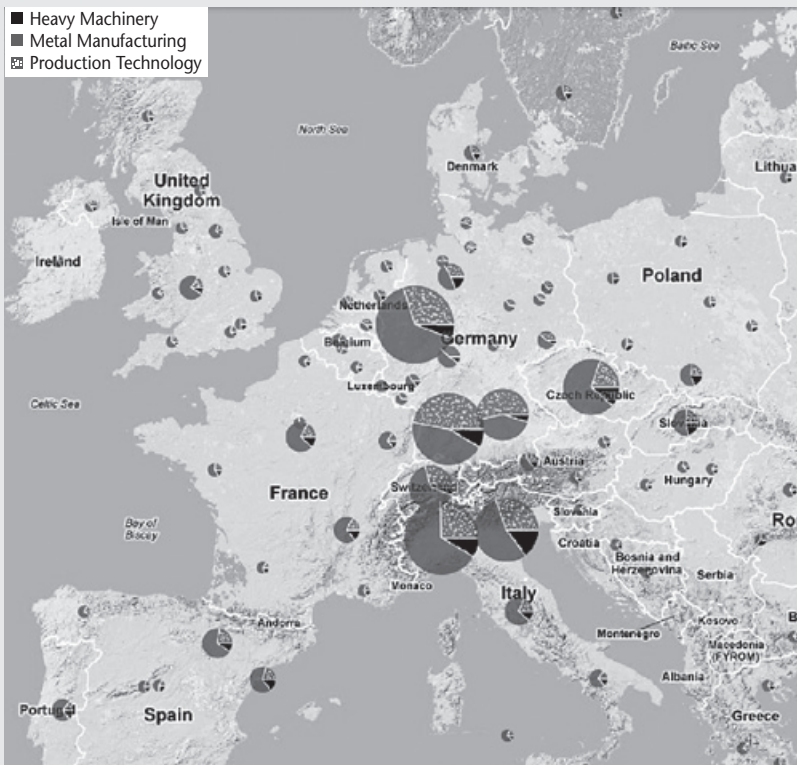 Heavy Machinery
Metal Manufacturing
Production Technology
Baltic Sea
North Sea
Denmark
Lithua
United
Kingdom
Isle of Man
Ireland
Poland
Netherlands
Germany
Belgium
Luxembourg
Czech Republic
Celtic Sea
Slovakia
Austria
Switzerland
Hungary
France
Slovenia
Ro
Bay of
Biscay
Croatia
Bosnia and
Herzegovina
Serbia
Monaco
Italy
Andorra
Montenegro
Kosovo
B
Macedonia
(FYROM)
Albania
Portugal
Spain
Greece